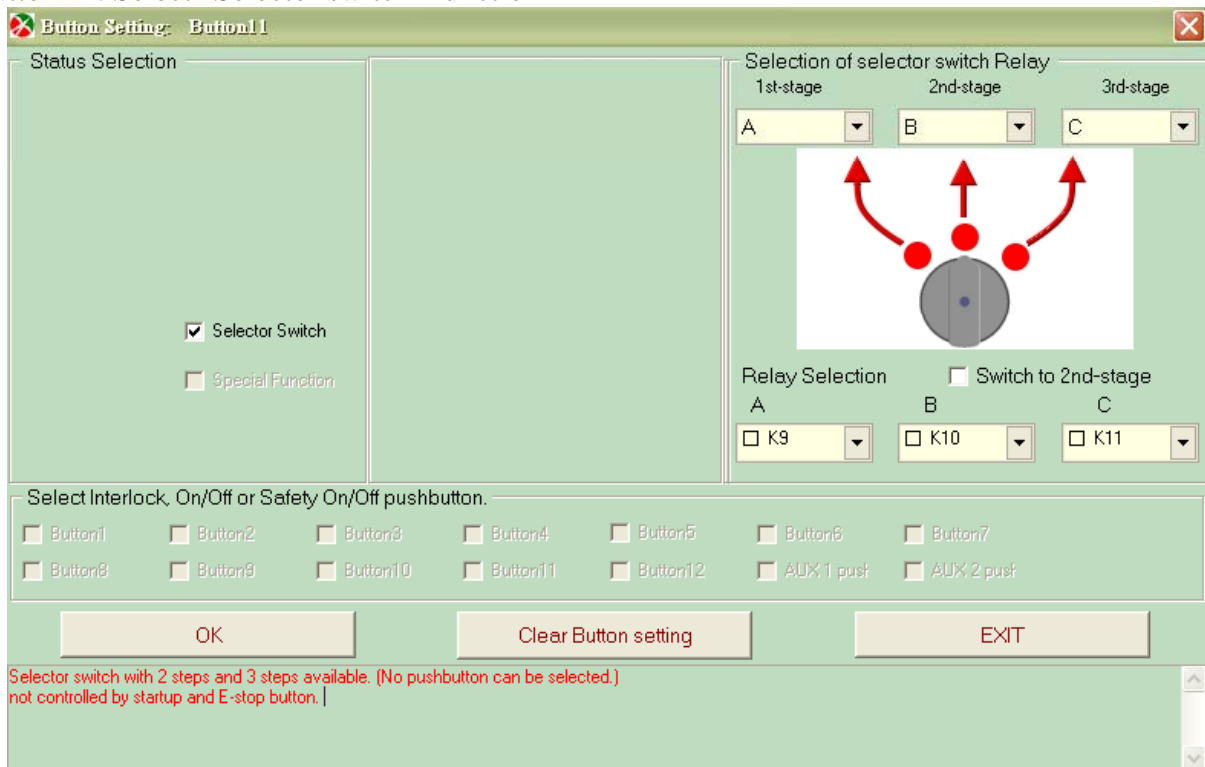 Button Setting: Button11
Status Selection
Selection of selector switch Relay
1st-stage 2nd-stage 3rd-stage
A B C
Selector Switch
Special Function
Relay Selection Switch to 2nd-stage
A B C
K9 K10 K11
Select Interlock, On/Off or Safety On/Off pushbutton.
Button1 Button2 Button3 Button4 Button5 Button6 Button7
Button8 Button9 Button10 Button11 Button12 AUX 1 push AUX 2 push
OK Clear Button setting EXIT
Selector switch with 2 steps and 3 steps available. (No pushbutton can be selected.)
not controlled by startup and E-stop button.